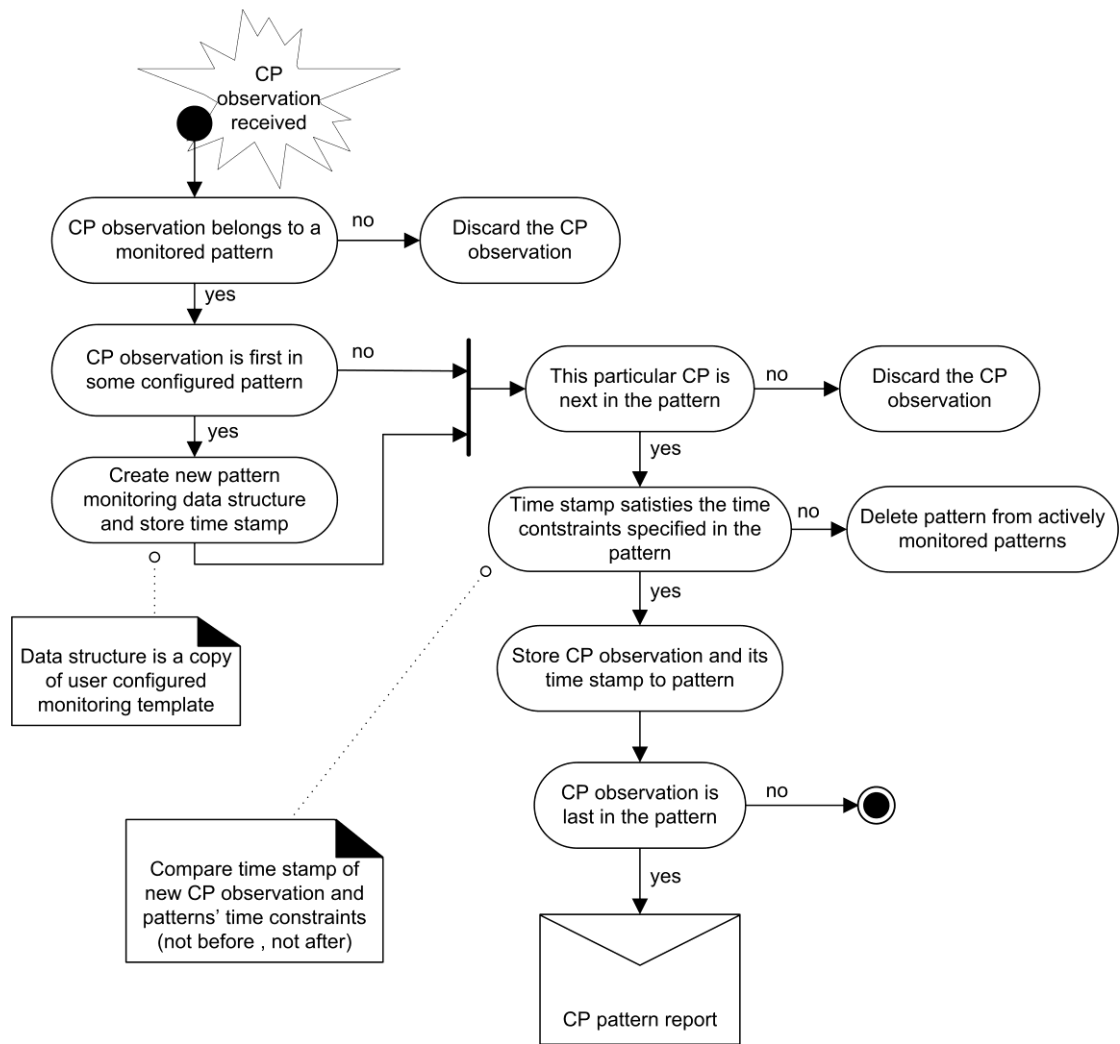 CP
observation
received
CP observation belongs to a
monitored pattern
no
Discard the CP
observation
yes
CP observation is first in
some configured pattern
no
This particular CP is
next in the pattern
no
Discard the CP
observation
yes
yes
Create new pattern
monitoring data structure
and store time stamp
Time stamp satisfies the time
contstraints specified in the
pattern
no
Delete pattern from actively
monitored patterns
yes
Data structure is a copy
of user configured
monitoring template
Store CP observation and its
time stamp to pattern
CP observation is
last in the pattern
no
Compare time stamp of
new CP observation and
patterns’ time constraints
(not before , not after)
yes
CP pattern report